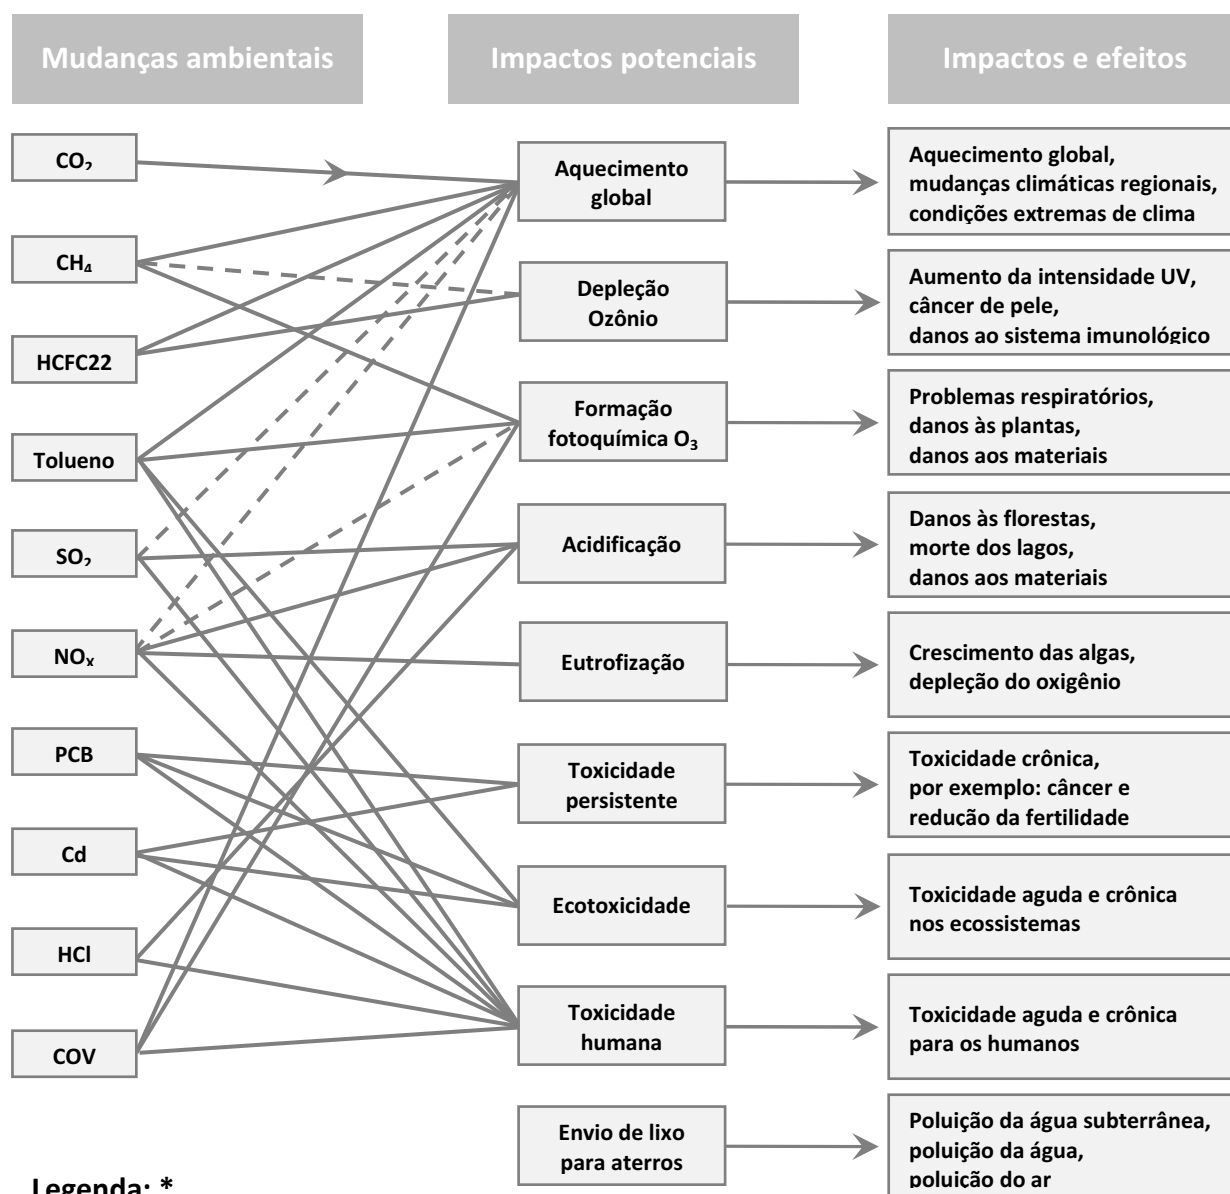 Mudanças ambientais
Impactos potenciais
Impactos e efeitos
CO₂
CH₄
HCFC22
Tolueno
SO₂
NOₓ
PCB
Cd
HCl
COV
Aquecimento
global
Depleção
Ozônio
Formação
fotoquímica O₃
Acidificação
Eutrofização
Toxicidade
persistente
Ecotoxicidade
Toxicidade
humana
Envio de lixo
para aterros
Aquecimento global,
mudanças climáticas regionais,
condições extremas de clima
Aumento da intensidade UV,
câncer de pele,
danos ao sistema imunológico
Problemas respiratórios,
danos às plantas,
danos aos materiais
Danos às florestas,
morte dos lagos,
danos aos materiais
Crescimento das algas,
depleção do oxigênio
Toxicidade crônica,
por exemplo: câncer e
redução da fertilidade
Toxicidade aguda e crônica
nos ecossistemas
Toxicidade aguda e crônica
para os humanos
Poluição da água subterrânea,
poluição da água,
poluição do ar
Legenda: *